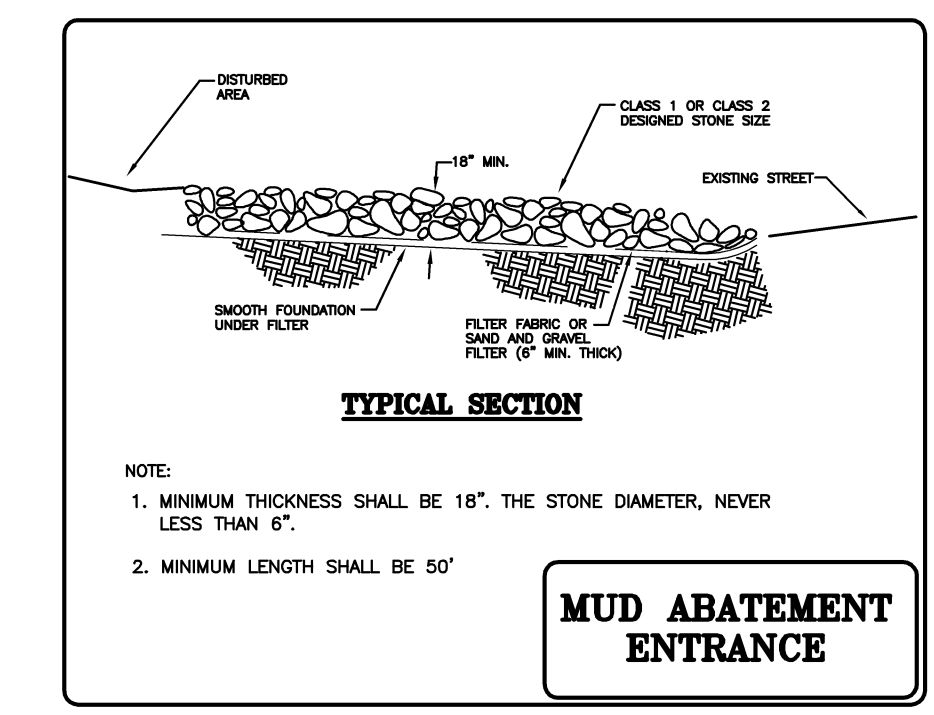 DISTURBED
AREA
CLASS 1 OR CLASS 2
DESIGNED STONE SIZE
18" MIN.
EXISTING STREET
SMOOTH FOUNDATION
UNDER FILTER
FILTER FABRIC OR
SAND AND GRAVEL
FILTER (6" MIN. THICK)
TYPICAL SECTION
NOTE:
1. MINIMUM THICKNESS SHALL BE 18". THE STONE DIAMETER, NEVER
LESS THAN 6".
2. MINIMUM LENGTH SHALL BE 50'
MUD ABATEMENT
ENTRANCE